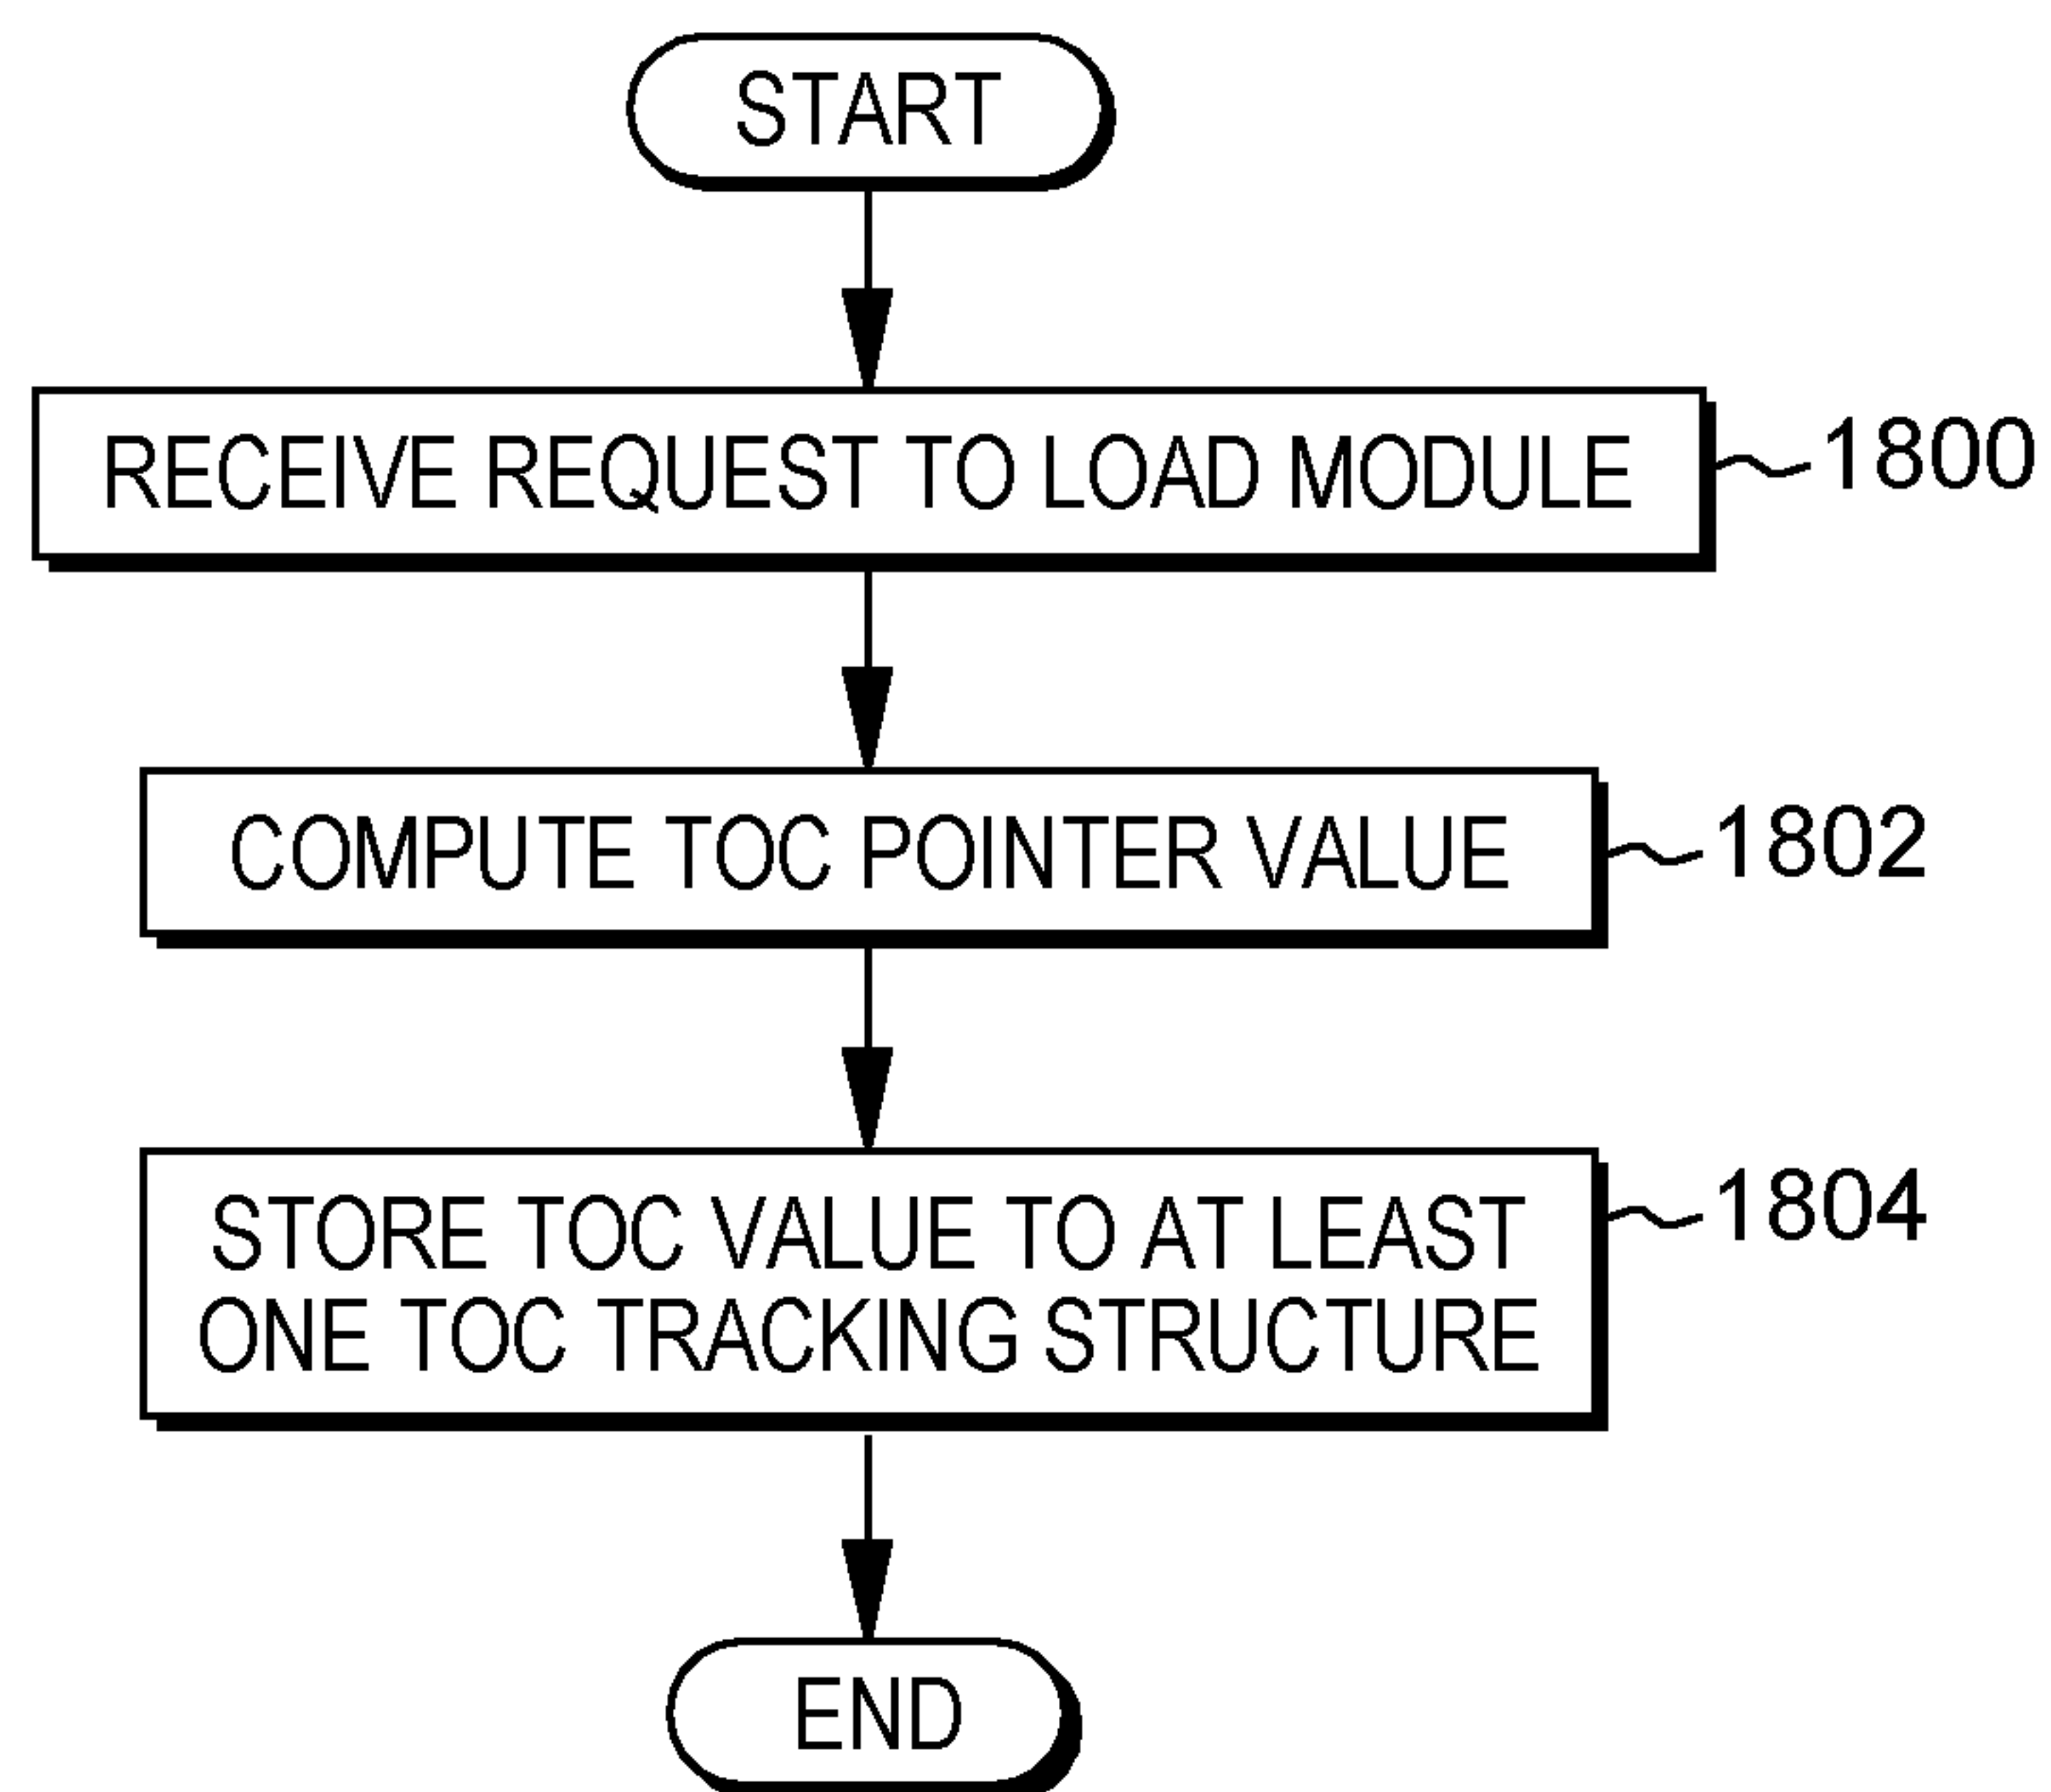 START
RECEIVE REQUEST TO LOAD MODULE
1800
COMPUTE TOC POINTER VALUE
1802
STORE TOC VALUE TO AT LEAST
ONE TOC TRACKING STRUCTURE
1804
END